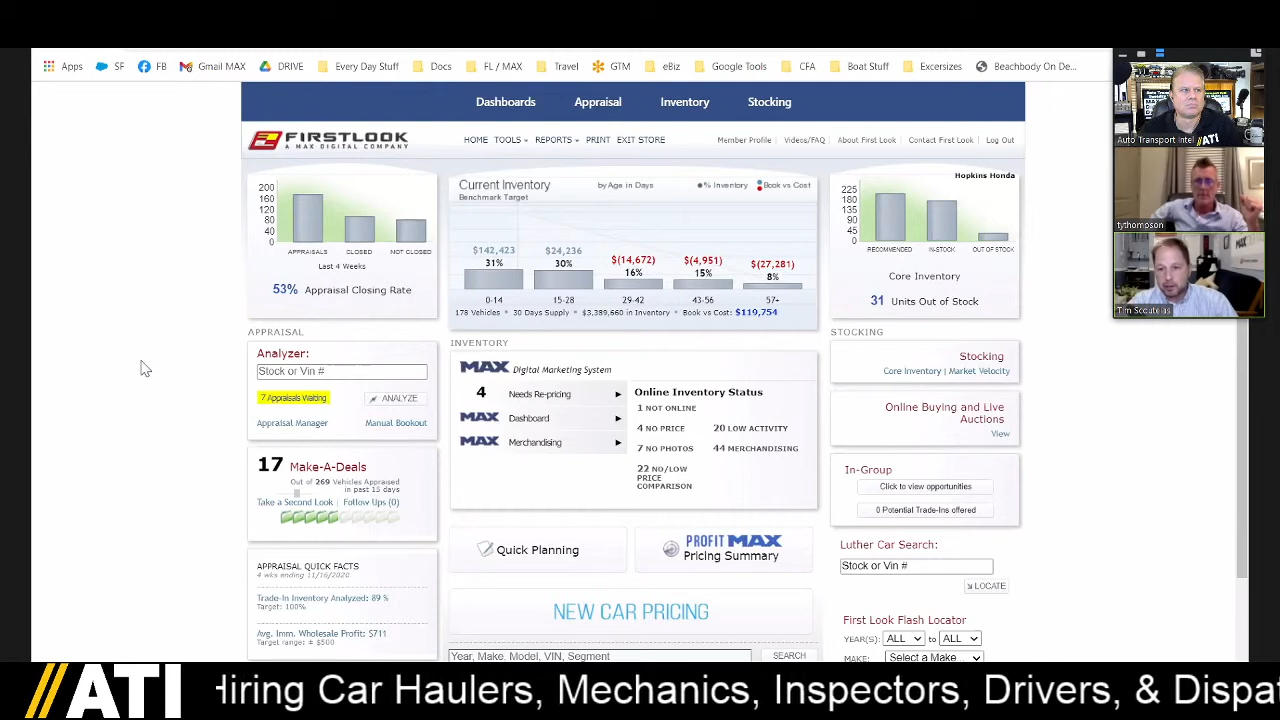 Apps SF FB Gmail MAX DRIVE Every Day Stuff Docs FL / MAX Travel GTM eBiz Google Tools CFA Boat Stuff Excersizes Beachbody On De...
Dashboards Appraisal Inventory Stocking
FIRSTLOOK
A MAX DIGITAL COMPANY
HOME TOOLS REPORTS PRINT EXIT STORE
Member Profile Videos/FAQ About First Look Contact First Look Log Out
200
160
120
80
40
0
APPRAISALS CLOSED NOT CLOSED
Last 4 Weeks
53% Appraisal Closing Rate
Current Inventory by Age in Days % Inventory Book vs Cost
Benchmark Target
$142,423 $24,236 $(14,672) $(4,951) $(27,281)
31% 30% 16% 15% 8%
0-14 15-28 29-42 43-56 57+
178 Vehicles 30 Days Supply $3,389,660 in Inventory Book vs Cost: $119,754
Hopkins Honda
225
180
135
90
45
0
RECOMMENDED IN-STOCK OUT OF STOCK
Core Inventory
31 Units Out of Stock
APPRAISAL
Analyzer:
Stock or Vin #
7 Appraisals Waiting ANALYZE
Appraisal Manager Manual Bookout
17 Make-A-Deals
Out of 269 Vehicles Appraised
in past 15 days
Take a Second Look | Follow Ups (0)
APPRAISAL QUICK FACTS
4 wks ending 11/16/2020
Trade-In Inventory Analyzed: 89 %
Target: 100%
Avg. Imm. Wholesale Profit: $711
Target range: ± $500
INVENTORY
MAX Digital Marketing System
4 Needs Re-pricing
MAX Dashboard
MAX Merchandising
Online Inventory Status
1 NOT ONLINE
4 NO PRICE 20 LOW ACTIVITY
7 NO PHOTOS 44 MERCHANDISING
22 NO/LOW
PRICE
COMPARISON
Quick Planning
PROFIT MAX
Pricing Summary
NEW CAR PRICING
Year, Make, Model, VIN, Segment SEARCH
STOCKING
Stocking
Core Inventory | Market Velocity
Online Buying and Live
Auctions
View
In-Group
Click to view opportunities
0 Potential Trade-Ins offered
Luther Car Search:
Stock or Vin #
LOCATE
First Look Flash Locator
YEAR(S): ALL to ALL
MAKE: Select a Make...
Auto Transport Intel
tythompson
Tim Scoutelas
ATI
Hiring Car Haulers, Mechanics, Inspectors, Drivers, & Dispat